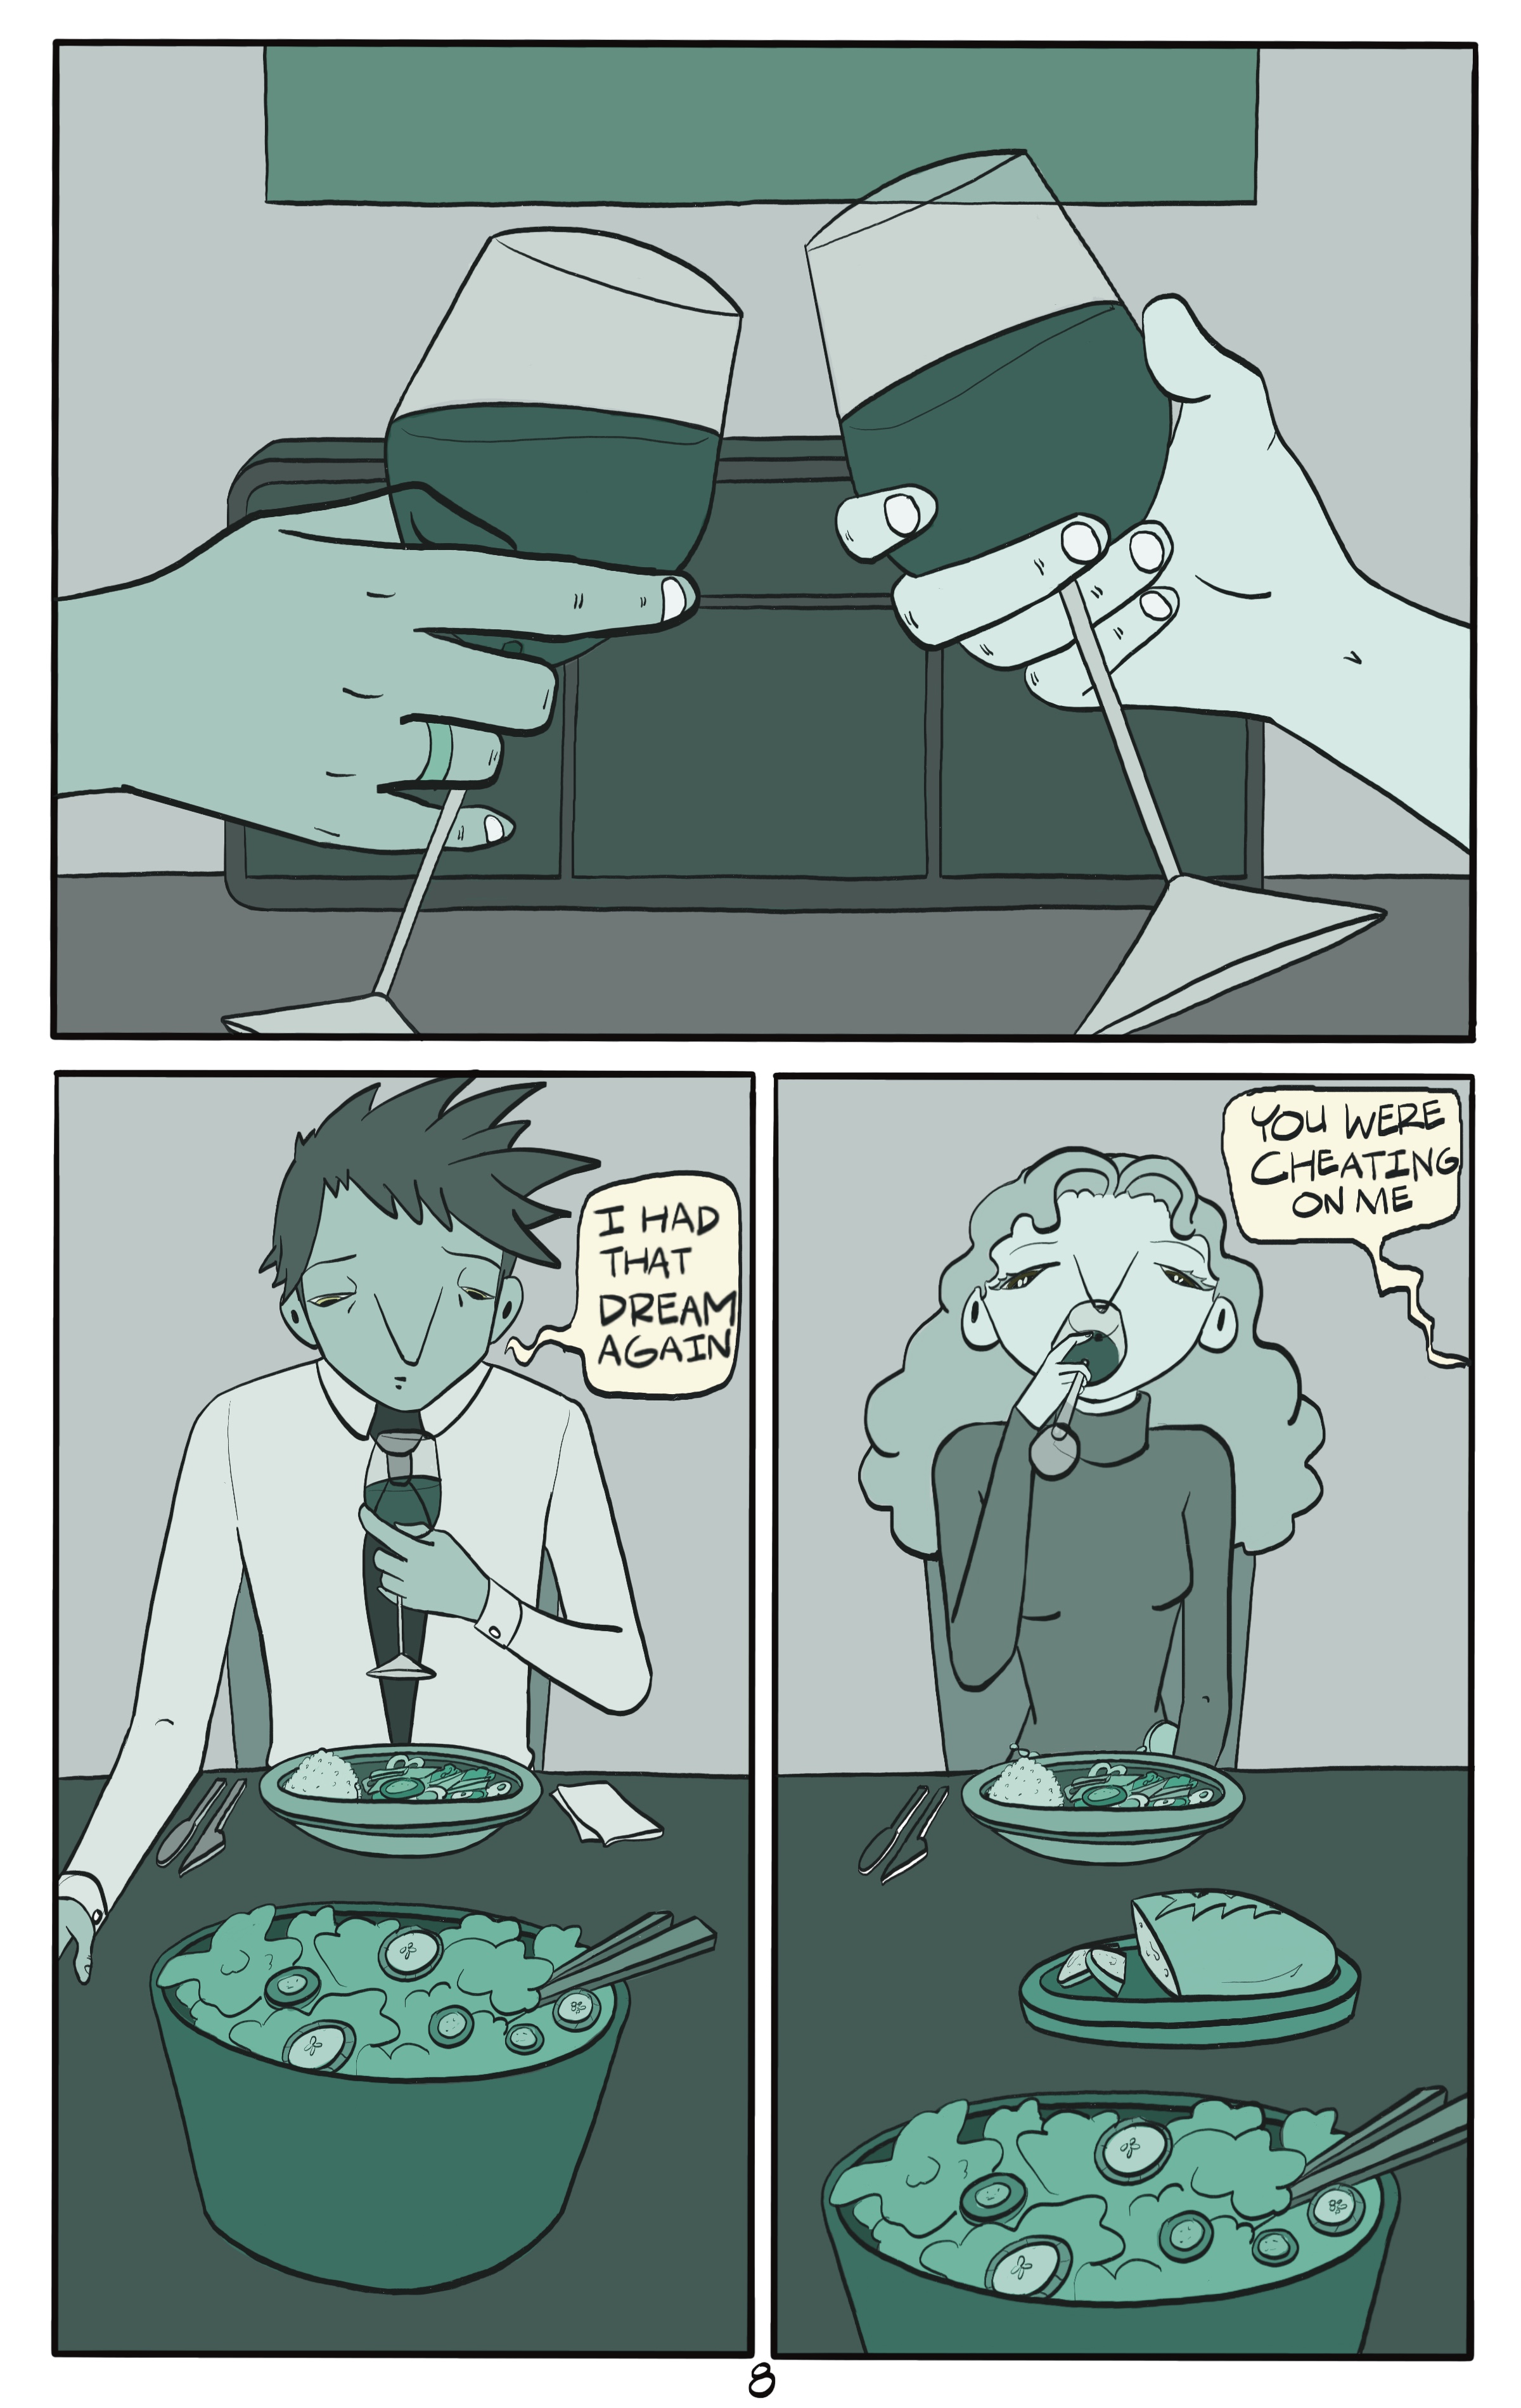 I HAD
THAT
DREAM
AGAIN
YOU WERE
CHEATING
ON ME
8